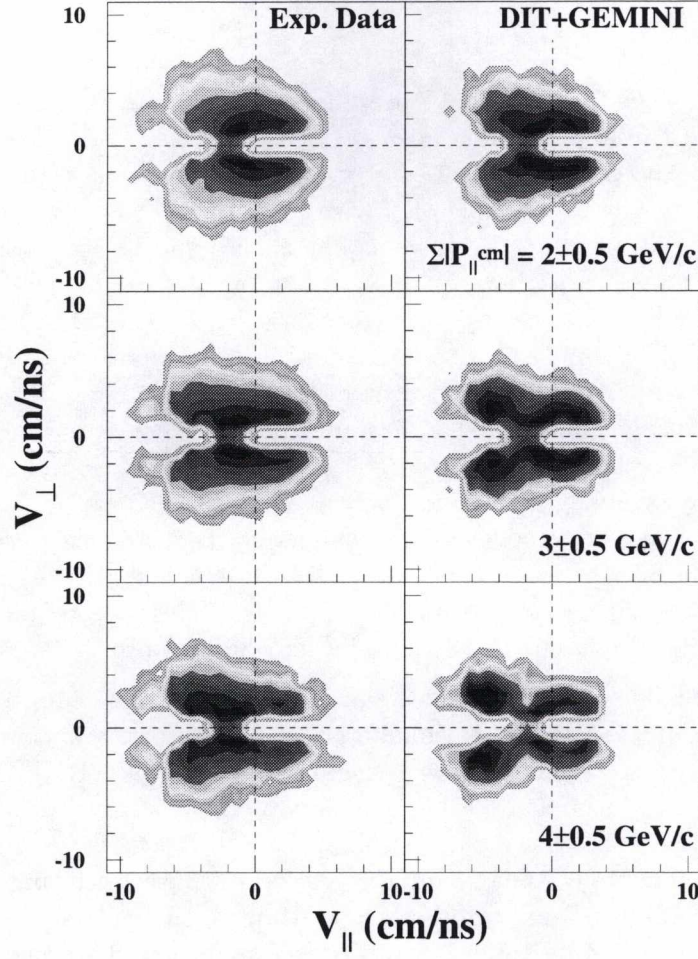 Exp. Data
DIT+GEMINI
10
0
-10
Σ|P∥ᶜᵐ| = 2±0.5 GeV/c
10
0
-10
3±0.5 GeV/c
10
0
-10
4±0.5 GeV/c
V⊥ (cm/ns)
-10
0
10
-10
0
10
V∥ (cm/ns)